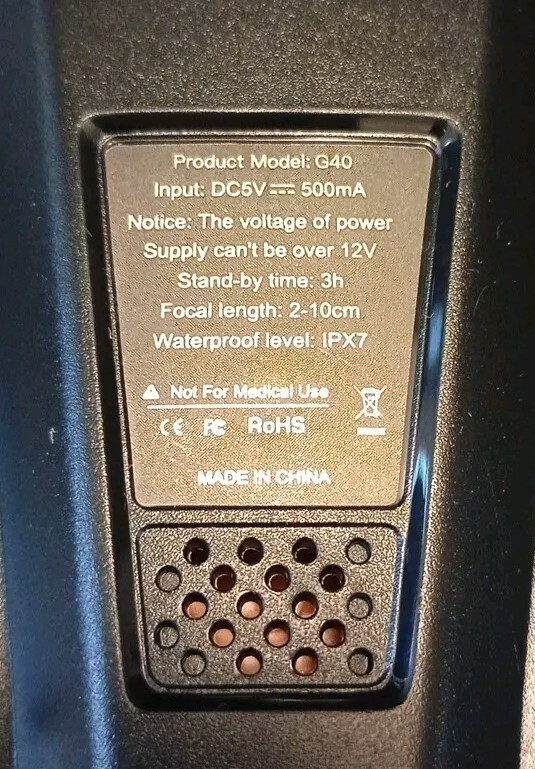 Product Model: G40
Input: DC5V ⎓ 500mA
Notice: The voltage of power
Supply can't be over 12V
Stand-by time: 3h
Focal length: 2-10cm
Waterproof level: IPX7
⚠ Not For Medical Use
CE FC RoHS
MADE IN CHINA